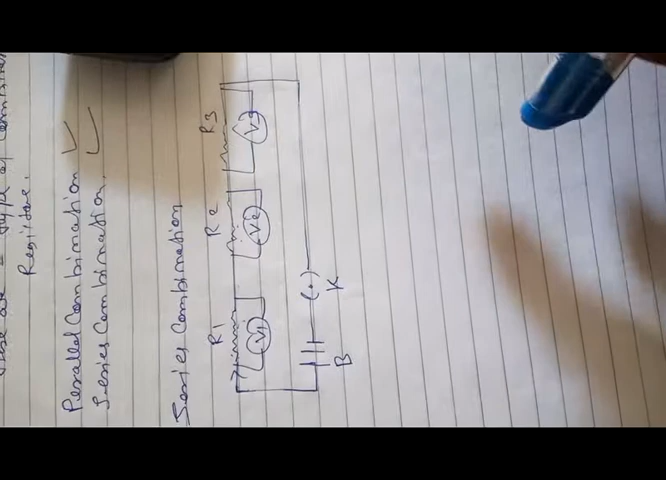 Resistance.
Parallel Combination
Series Combination.
Series Combination
R1 R2 R3
V1 V2 V3
B K